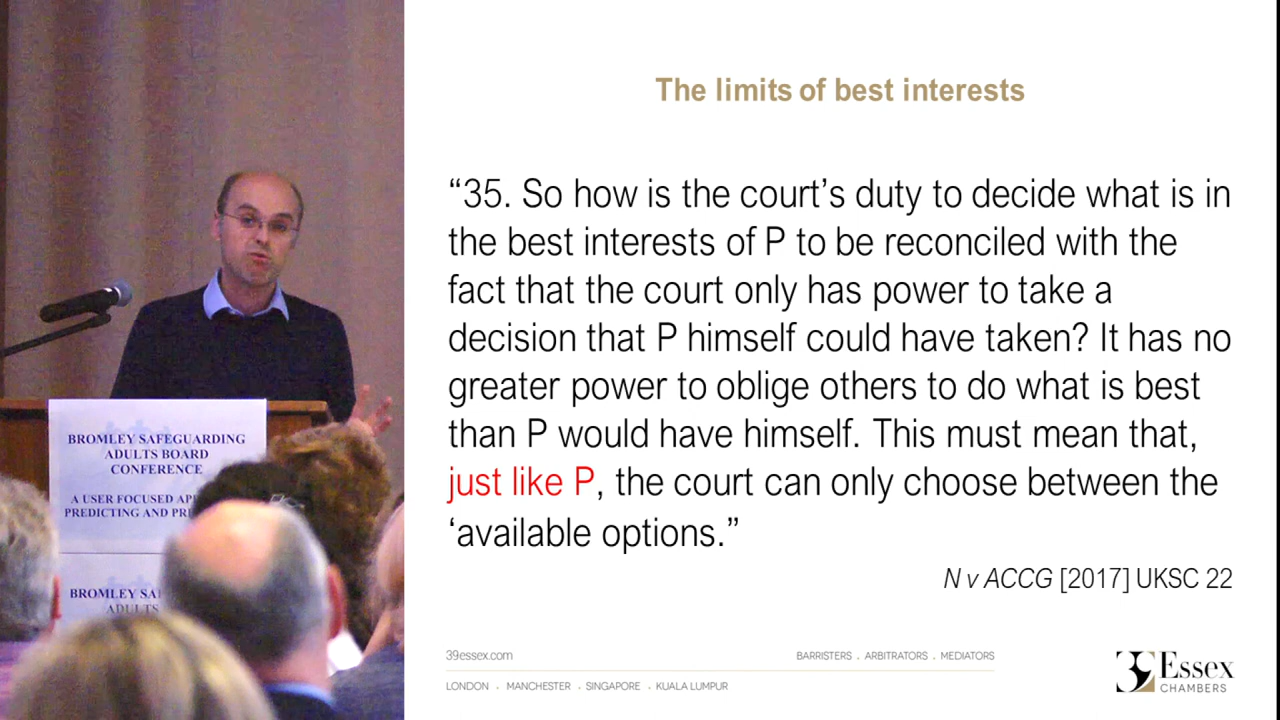 BROMLEY SAFEGUARDING
ADULTS BOARD
CONFERENCE
A USER FOCUSED
PREDICTING AND
BROMLEY
ADULTS
The limits of best interests
“35. So how is the court’s duty to decide what is in
the best interests of P to be reconciled with the
fact that the court only has power to take a
decision that P himself could have taken? It has no
greater power to oblige others to do what is best
than P would have himself. This must mean that,
just like P, the court can only choose between the
‘available options.”
N v ACCG [2017] UKSC 22
39essex.com
BARRISTERS . ARBITRATORS . MEDIATORS
LONDON . MANCHESTER . SINGAPORE . KUALA LUMPUR
39 Essex
CHAMBERS